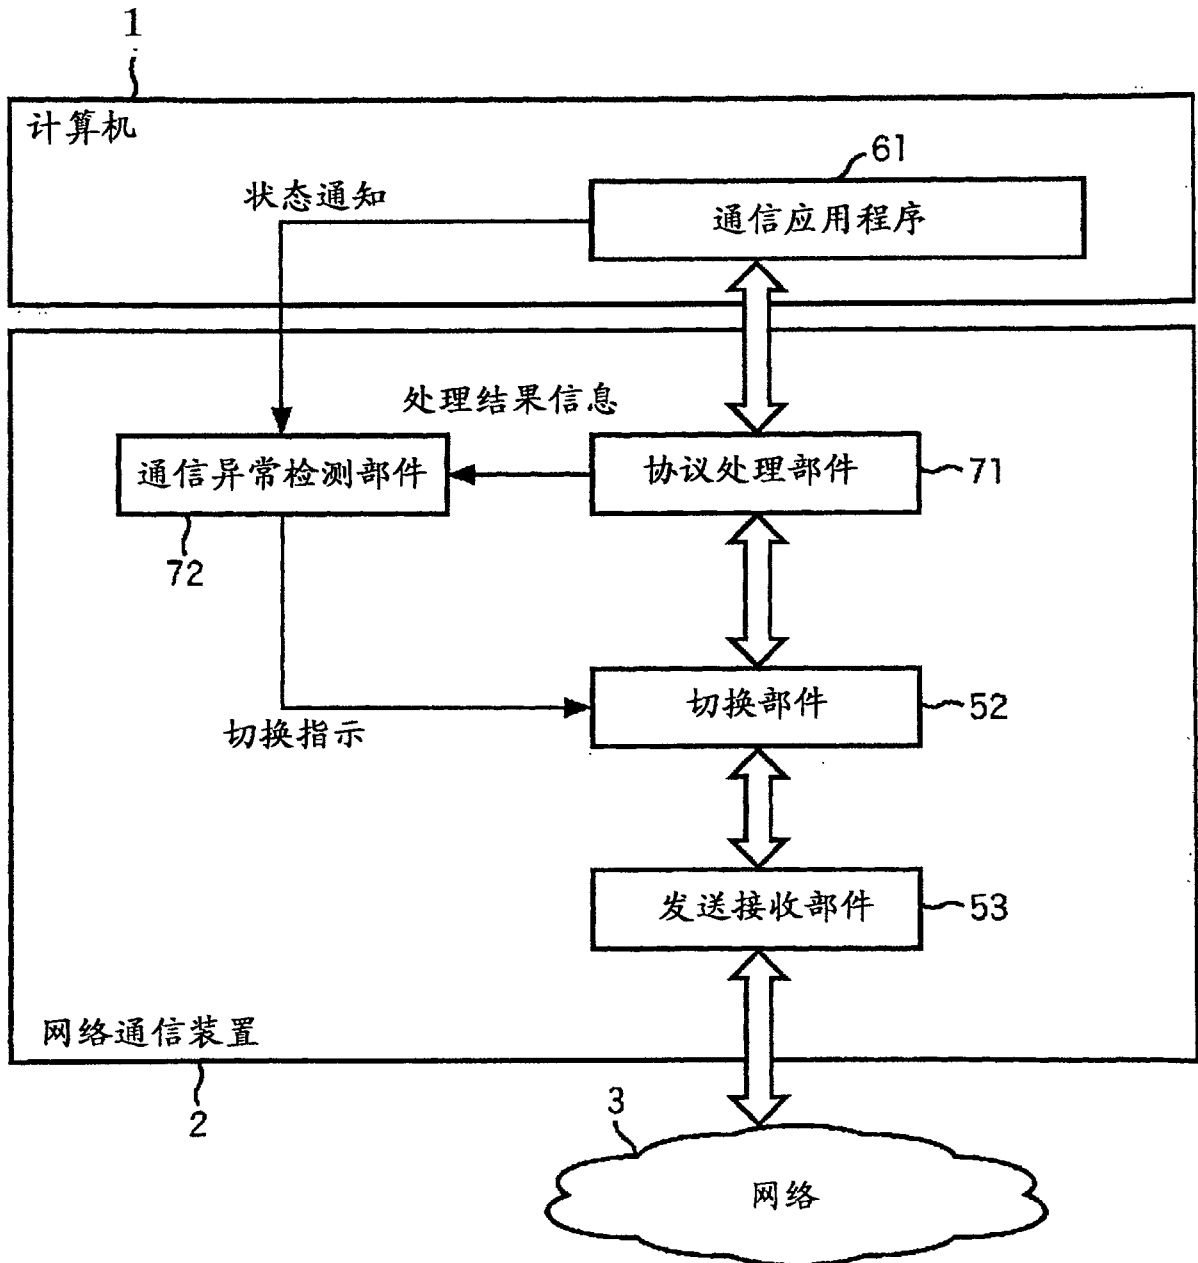 1
计算机
61
状态通知
通信应用程序
处理结果信息
通信异常检测部件
协议处理部件
71
72
切换部件
52
切换指示
发送接收部件
53
网络通信装置
2
3
网络